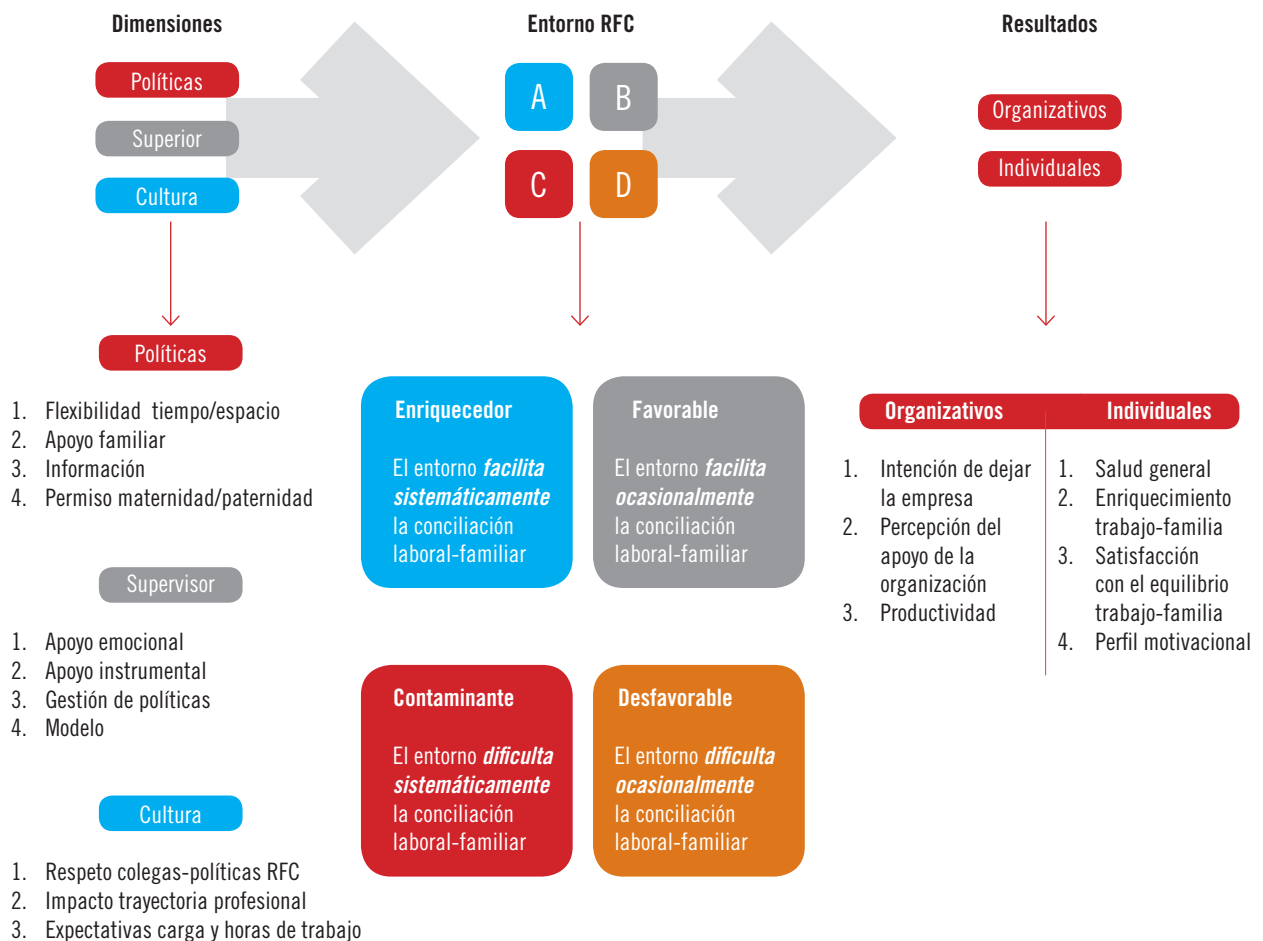 Dimensiones
Entorno RFC
Resultados
Políticas
Superior
Cultura
A
B
C
D
Organizativos
Individuales
Políticas
1. Flexibilidad tiempo/espacio
2. Apoyo familiar
3. Información
4. Permiso maternidad/paternidad
Supervisor
1. Apoyo emocional
2. Apoyo instrumental
3. Gestión de políticas
4. Modelo
Cultura
1. Respeto colegas-políticas RFC
2. Impacto trayectoria profesional
3. Expectativas carga y horas de trabajo
Enriquecedor
El entorno facilita
sistemáticamente
la conciliación
laboral-familiar
Favorable
El entorno facilita
ocasionalmente
la conciliación
laboral-familiar
Contaminante
El entorno dificulta
sistemáticamente
la conciliación
laboral-familiar
Desfavorable
El entorno dificulta
ocasionalmente
la conciliación
laboral-familiar
Organizativos
1. Intención de dejar
la empresa
2. Percepción del
apoyo de la
organización
3. Productividad
Individuales
1. Salud general
2. Enriquecimiento
trabajo-familia
3. Satisfacción
con el equilibrio
trabajo-familia
4. Perfil motivacional